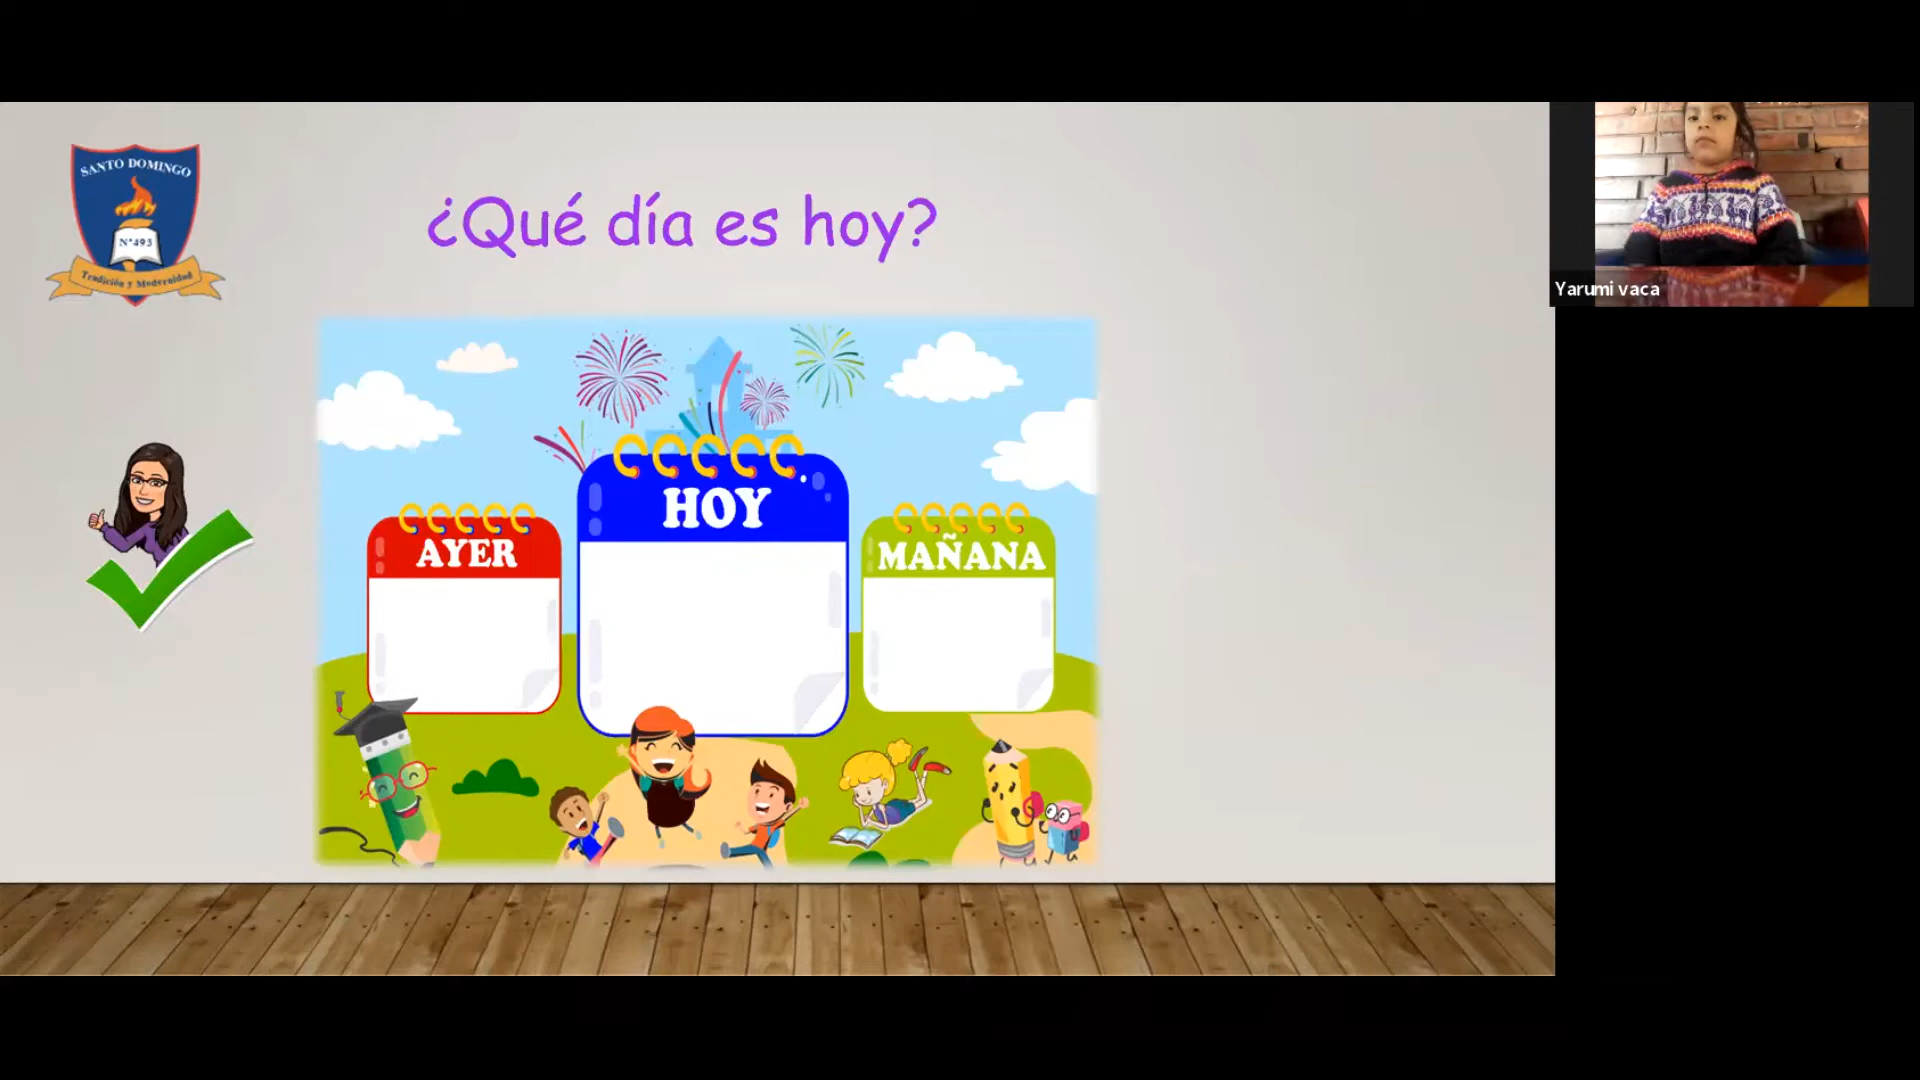 SANTO DOMINGO
N°493
Tradición y Modernidad
¿Qué día es hoy?
AYER
HOY
MAÑANA
Yarumi vaca